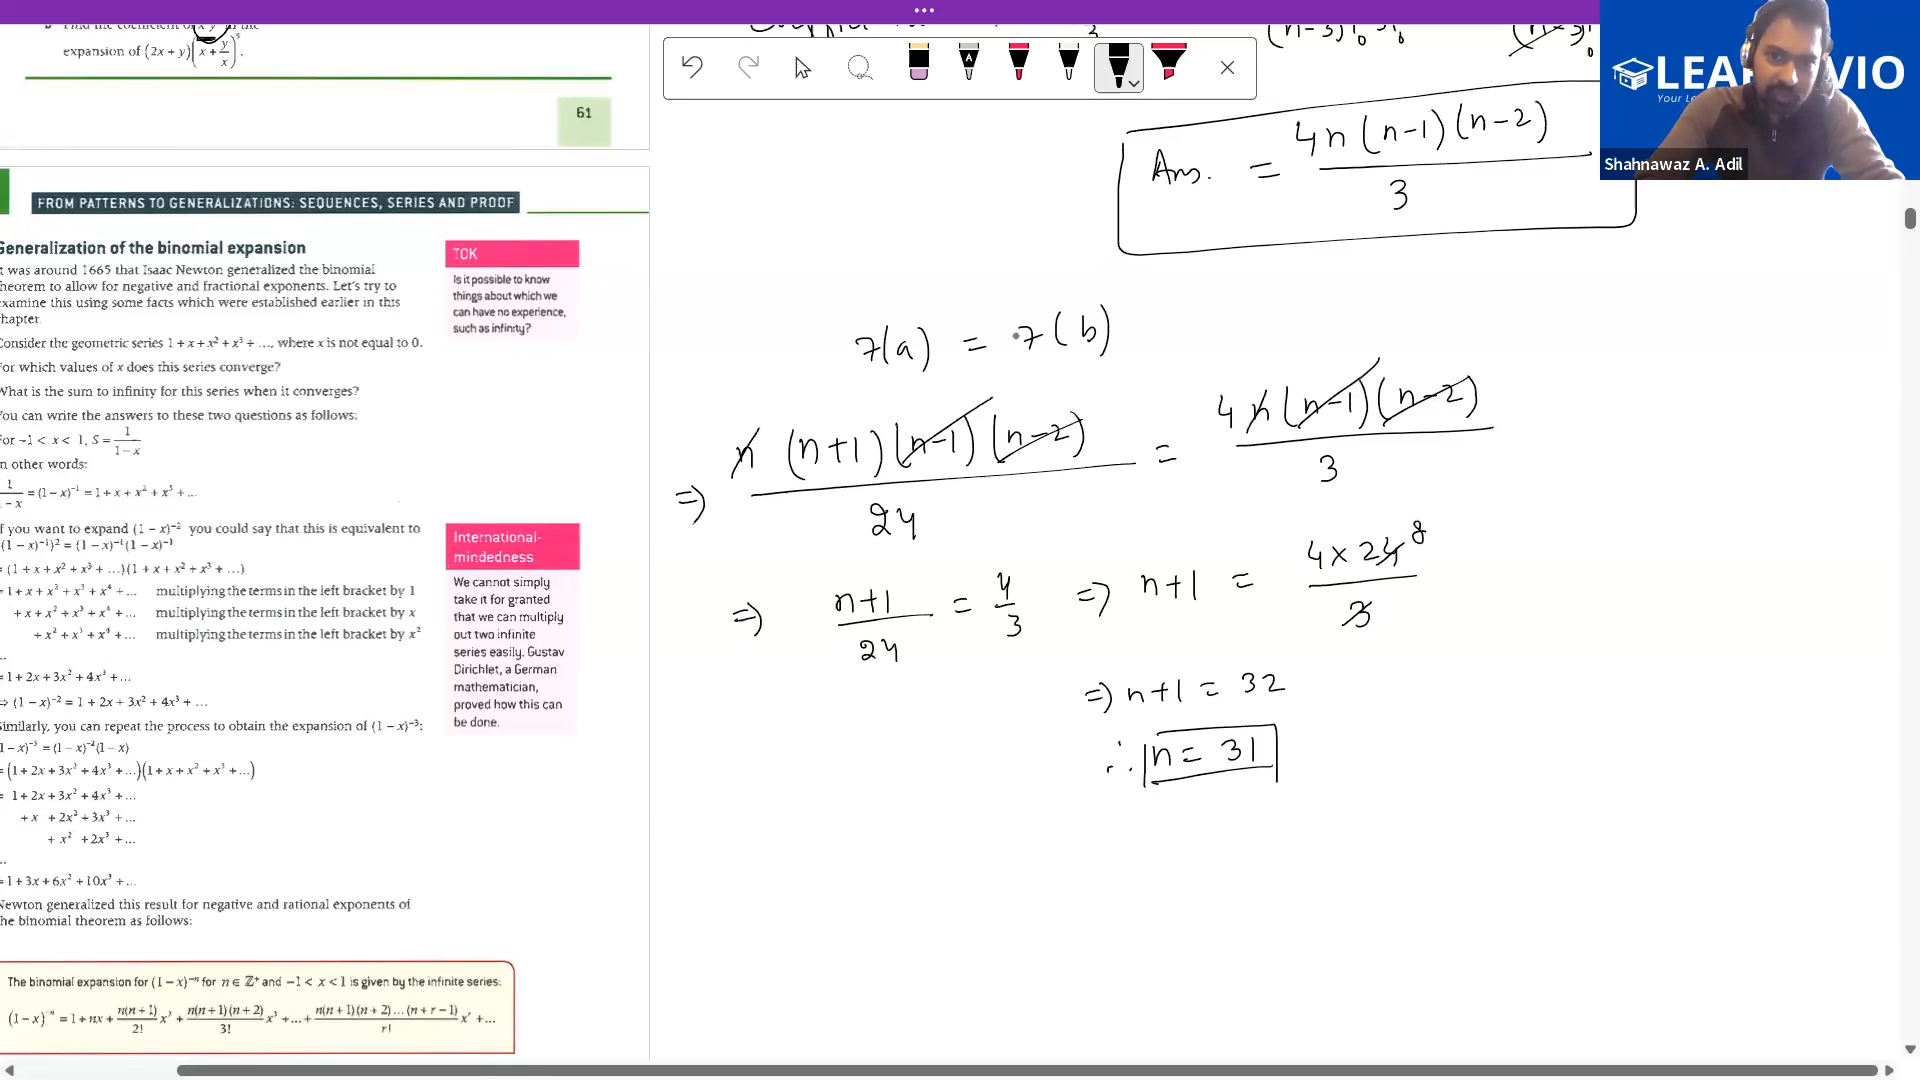 expansion of (2x + y)(x + y/x)^5.
61
FROM PATTERNS TO GENERALIZATIONS: SEQUENCES, SERIES AND PROOF
Generalization of the binomial expansion
t was around 1665 that Isaac Newton generalized the binomial
heorem to allow for negative and fractional exponents. Let's try to
examine this using some facts which were established earlier in this
hapter.
Consider the geometric series 1 + x + x² + x³ + ..., where x is not equal to 0.
For which values of x does this series converge?
What is the sum to infinity for this series when it converges?
You can write the answers to these two questions as follows:
For −1 < x < 1, S = 1/(1 − x)
n other words:
1/(1 − x) = (1 − x)⁻¹ = 1 + x + x² + x³ + ...
f you want to expand (1 − x)⁻² you could say that this is equivalent to
(1 − x)⁻¹)² = (1 − x)⁻¹(1 − x)⁻¹
= (1 + x + x² + x³ + ...)(1 + x + x² + x³ + ...)
= 1 + x + x² + x³ + x⁴ + ... multiplying the terms in the left bracket by 1
+ x + x² + x³ + x⁴ + ... multiplying the terms in the left bracket by x
+ x² + x³ + x⁴ + ... multiplying the terms in the left bracket by x²
...
= 1 + 2x + 3x² + 4x³ + ...
⇒ (1 − x)⁻² = 1 + 2x + 3x² + 4x³ + ...
Similarly, you can repeat the process to obtain the expansion of (1 − x)⁻³:
1 − x)⁻³ = (1 − x)⁻²(1 − x)
= (1 + 2x + 3x² + 4x³ + ...)(1 + x + x² + x³ + ...)
= 1 + 2x + 3x² + 4x³ + ...
+ x + 2x² + 3x³ + ...
+ x² + 2x³ + ...
...
= 1 + 3x + 6x² + 10x³ + ...
Newton generalized this result for negative and rational exponents of
he binomial theorem as follows:
The binomial expansion for (1 − x)⁻ⁿ for n ∈ ℤ⁺ and −1 < x < 1 is given by the infinite series:
(1 − x)⁻ⁿ = 1 + nx + n(n + 1)/2! x² + n(n + 1)(n + 2)/3! x³ + ... + n(n + 1)(n + 2)...(n + r − 1)/r! xʳ + ...
TOK
Is it possible to know
things about which we
can have no experience,
such as infinity?
International-
mindedness
We cannot simply
take it for granted
that we can multiply
out two infinite
series easily. Gustav
Dirichlet, a German
mathematician,
proved how this can
be done.
Ans. = 4n(n-1)(n-2)/3
7(a) = 7(b)
⇒ n(n+1)(n-1)(n-2)/24 = 4n(n-1)(n-2)/3
⇒ (n+1)/24 = 4/3 ⇒ n+1 = 4×24 8/3
⇒ n+1 = 32
∴ n = 31
Shahnawaz A. Adil